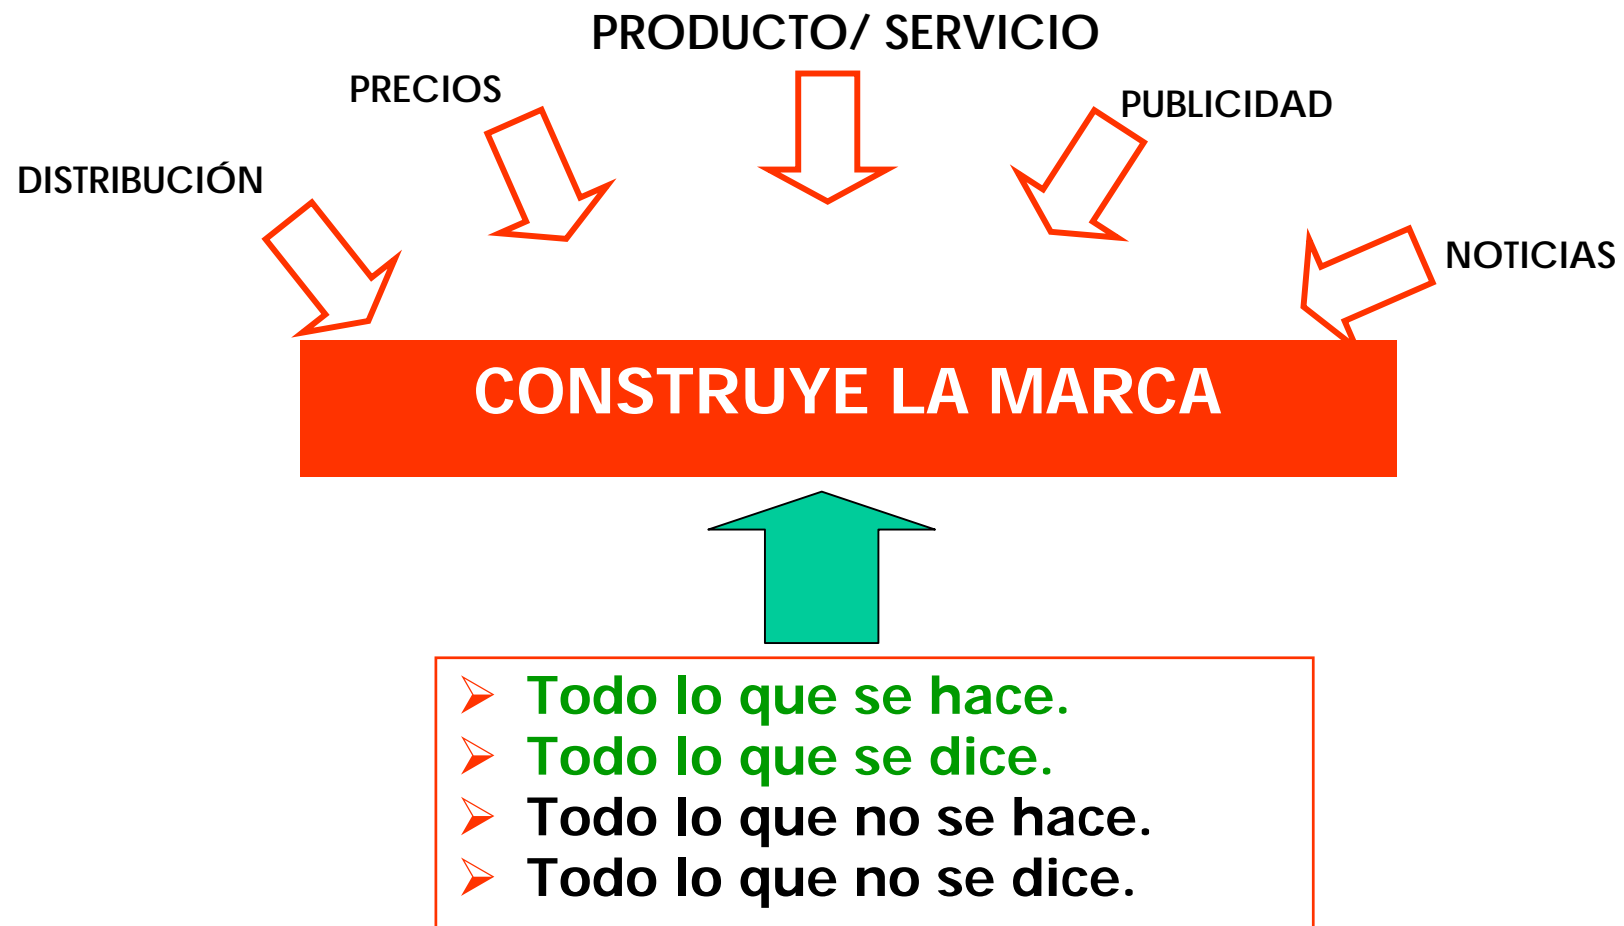 PRODUCTO/ SERVICIO
PRECIOS
PUBLICIDAD
DISTRIBUCIÓN
NOTICIAS
CONSTRUYE LA MARCA
Todo lo que se hace.
Todo lo que se dice.
Todo lo que no se hace.
Todo lo que no se dice.